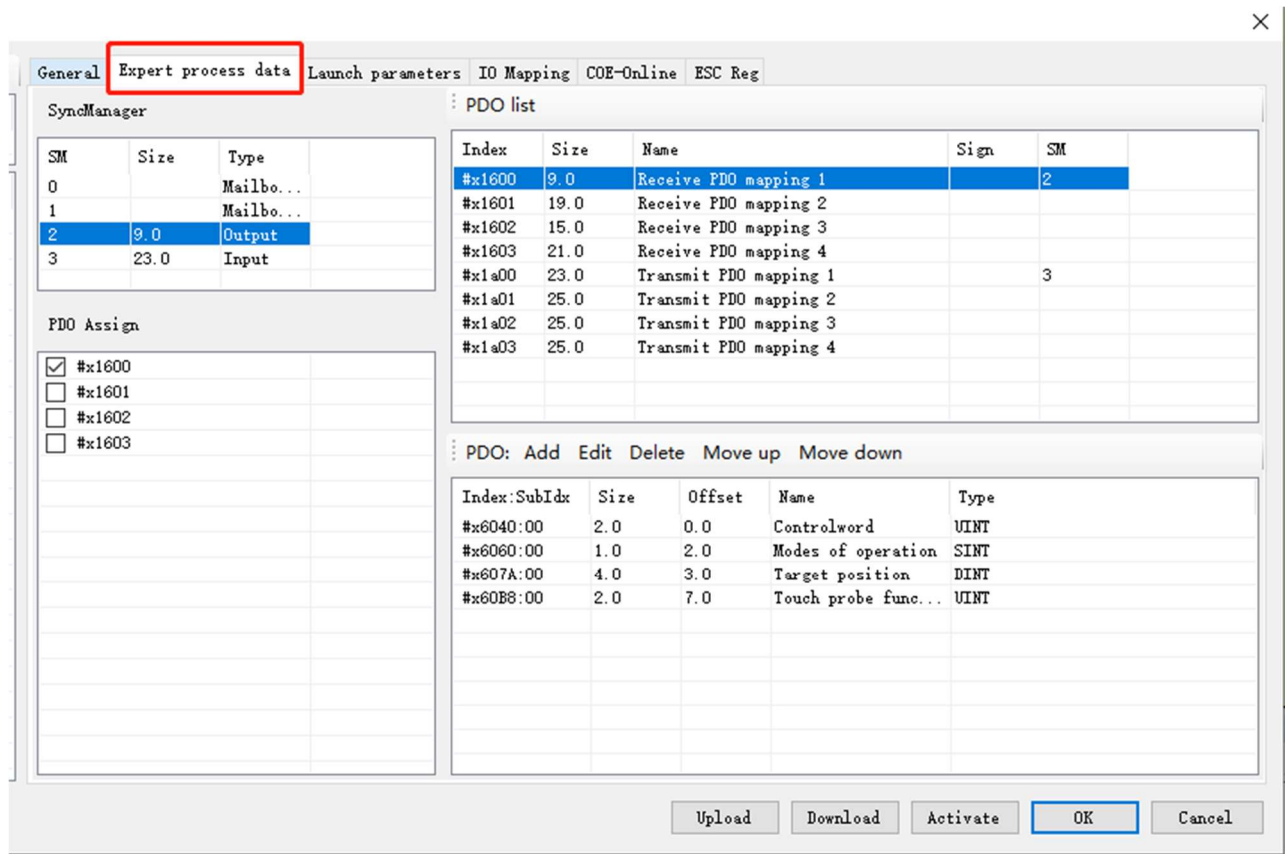 General Expert process data Launch parameters IO Mapping COE-Online ESC Reg
SyncManager
SM Size Type
0 Mailbo...
1 Mailbo...
2 9.0 Output
3 23.0 Input
PDO Assign
#x1600
#x1601
#x1602
#x1603
PDO list
Index Size Name Sign SM
#x1600 9.0 Receive PDO mapping 1 2
#x1601 19.0 Receive PDO mapping 2
#x1602 15.0 Receive PDO mapping 3
#x1603 21.0 Receive PDO mapping 4
#x1a00 23.0 Transmit PDO mapping 1 3
#x1a01 25.0 Transmit PDO mapping 2
#x1a02 25.0 Transmit PDO mapping 3
#x1a03 25.0 Transmit PDO mapping 4
PDO: Add Edit Delete Move up Move down
Index:SubIdx Size Offset Name Type
#x6040:00 2.0 0.0 Controlword UINT
#x6060:00 1.0 2.0 Modes of operation SINT
#x607A:00 4.0 3.0 Target position DINT
#x60B8:00 2.0 7.0 Touch probe func... UINT
Upload Download Activate OK Cancel